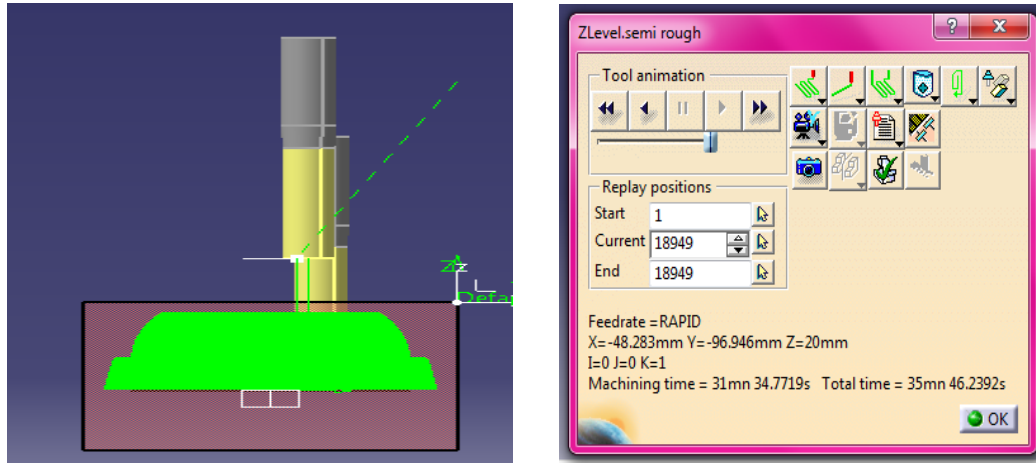 Z
Defau
ZLevel.semi rough
Tool animation
Replay positions
Start 1
Current 18949
End 18949
Feedrate =RAPID
X=-48.283mm Y=-96.946mm Z=20mm
I=0 J=0 K=1
Machining time = 31mn 34.7719s Total time = 35mn 46.2392s
OK